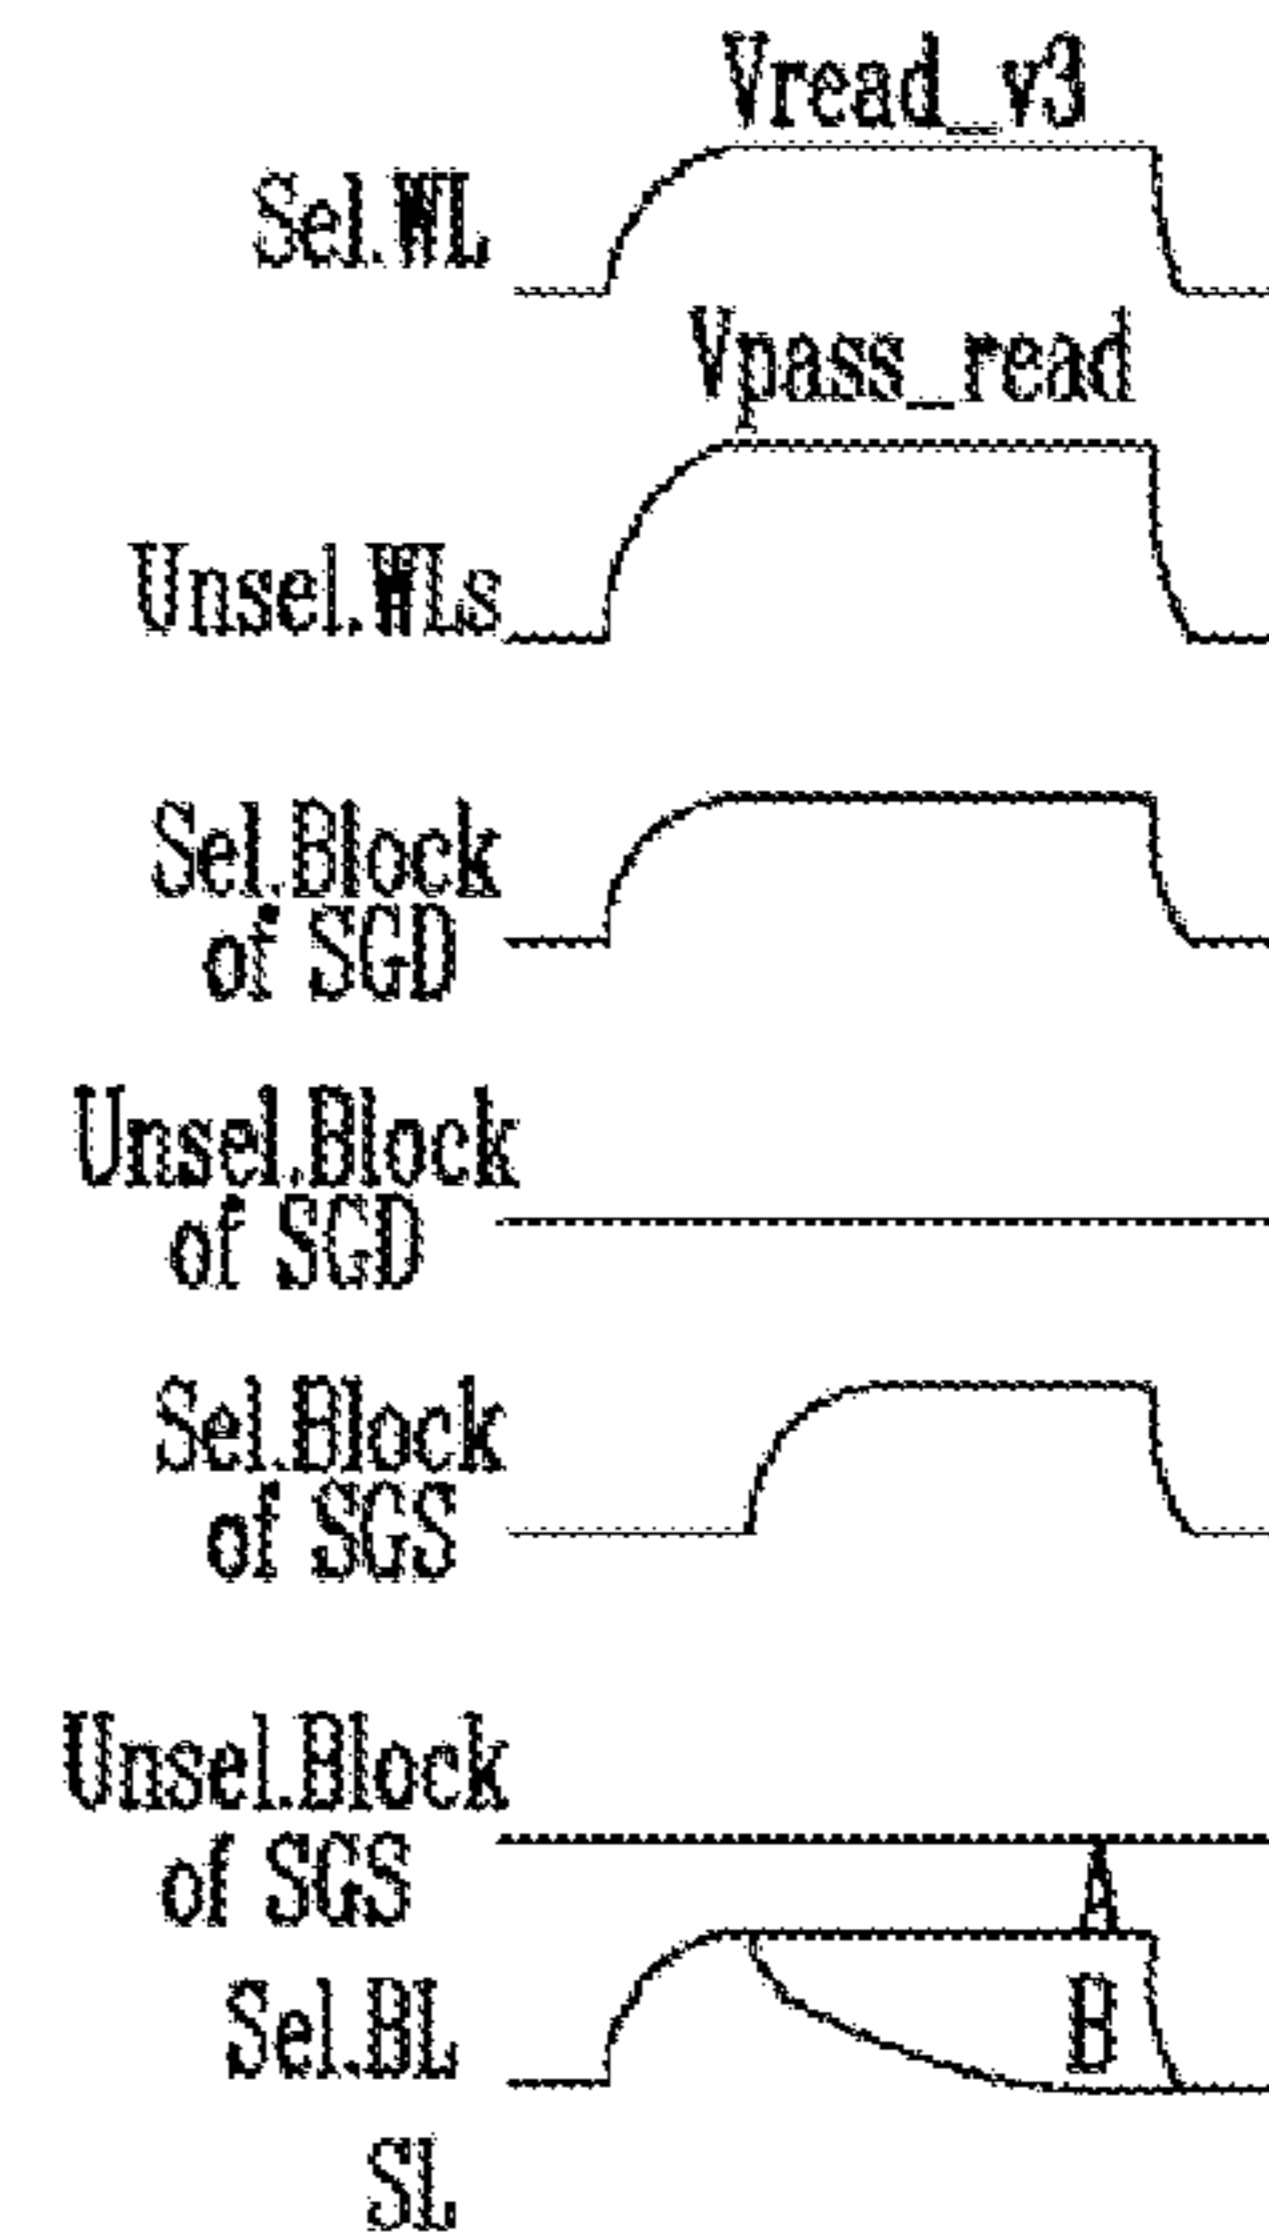 Vread_v3
Sel.WL
Vpass_read
Unsel.WLs
Sel.Block
of SGD
Unsel.Block
of SGD
Sel.Block
of SGS
Unsel.Block
of SGS
A
Sel.BL
B
SL